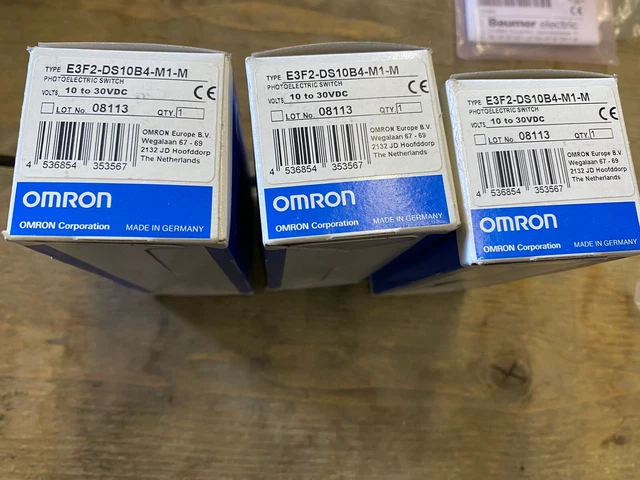 TYPE E3F2-DS10B4-M1-M
PHOTOELECTRIC SWITCH
VOLTS 10 to 30VDC
CE
LOT No. 08113 QTY. 1
OMRON Europe B.V.
Wegalaan 67 - 69
2132 JD Hoofddorp
The Netherlands
4 536854 353567
OMRON
OMRON Corporation MADE IN GERMANY
TYPE E3F2-DS10B4-M1-M
PHOTOELECTRIC SWITCH
VOLTS 10 to 30VDC
CE
LOT No. 08113 QTY. 1
OMRON Europe B.V.
Wegalaan 67 - 69
2132 JD Hoofddorp
The Netherlands
4 536854 353567
OMRON
OMRON Corporation MADE IN GERMANY
TYPE E3F2-DS10B4-M1-M
PHOTOELECTRIC SWITCH
VOLTS 10 to 30VDC
CE
LOT No. 08113 QTY. 1
OMRON Europe B.V.
Wegalaan 67 - 69
2132 JD Hoofddorp
The Netherlands
4 536854 353567
OMRON
OMRON Corporation MADE IN GERMANY
Baumer electric